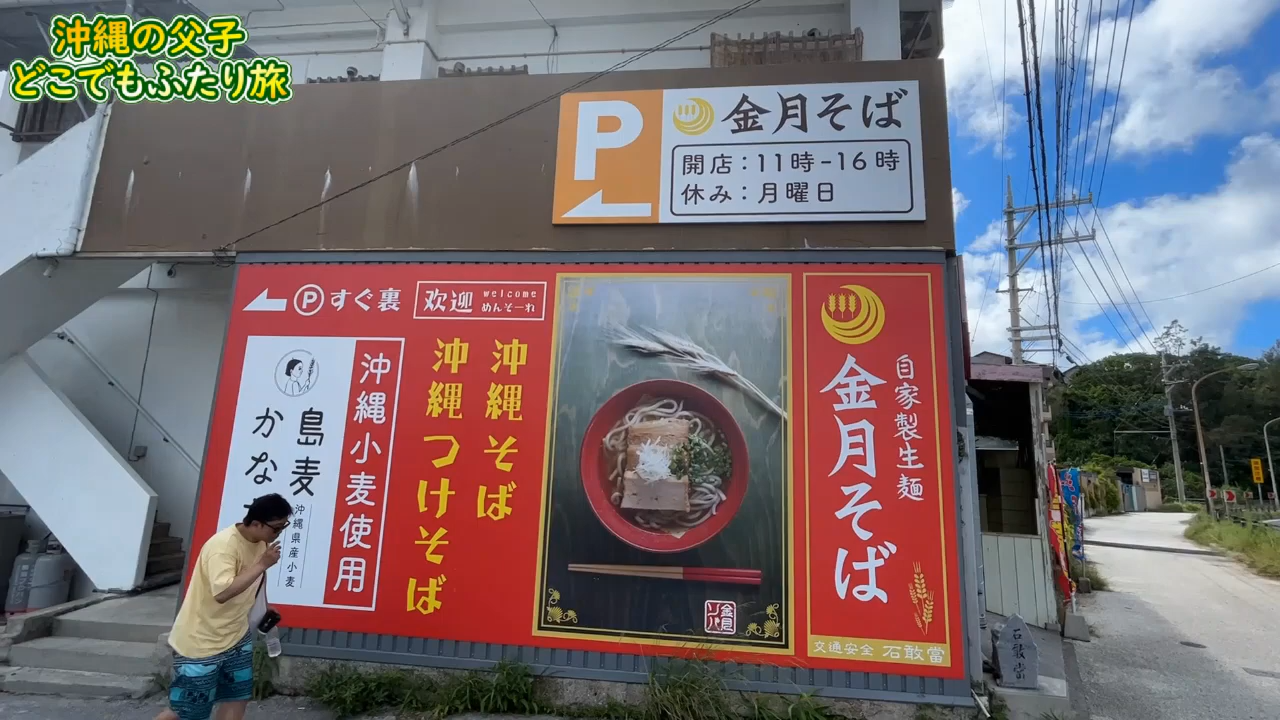 沖縄の父子
どこでもふたり旅
P
金月そば
開店：11時-16時
休み：月曜日
P すぐ裏
欢迎
welcome
めんそーれ
沖縄小麦使用
島麦
かな
沖縄県産小麦
沖縄そば
沖縄つけそば
自家製生麺
金月そば
交通安全 石敢當
石敢當